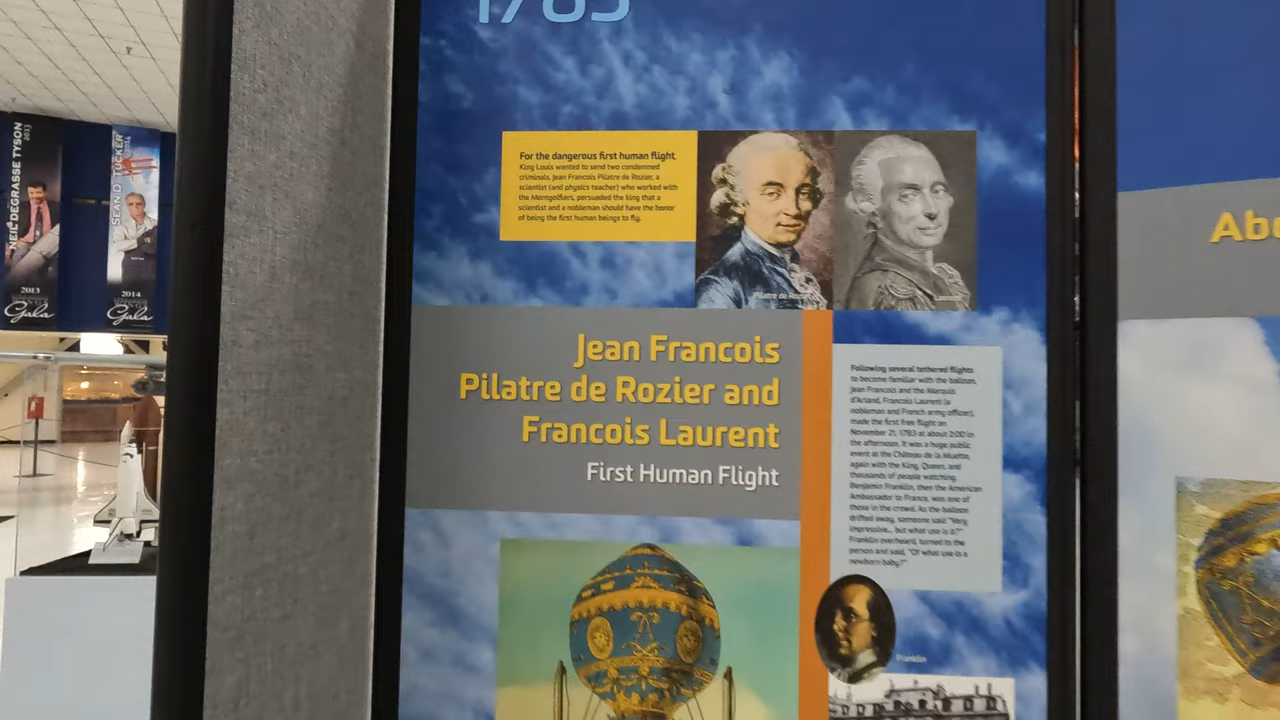 1783
For the dangerous first human flight,
King Louis wanted to send two condemned
criminals. Jean Francois Pilatre de Rozier, a
scientist (and physics teacher) who worked with
the Montgolfiers, persuaded the king that a
scientist and a nobleman should have the honor
of being the first human beings to fly.
Pilatre de Rozier
Laurent
Jean Francois
Pilatre de Rozier and
Francois Laurent
First Human Flight
Following several tethered flights
to become familiar with the balloon,
Jean Francois and the Marquis
d'Arland, Francois Laurent (a
nobleman and French army officer),
made the first free flight on
November 21, 1783 at about 2:00 in
the afternoon. It was a huge public
event at the Château de la Muette,
again with the King, Queen, and
thousands of people watching.
Benjamin Franklin, then the American
Ambassador to France, was one of
those in the crowd. As the balloon
drifted away, someone said "Very
impressive... but what use is it?"
Franklin overheard, turned to the
person and said, "Of what use is a
newborn baby?"
Franklin
NEIL DEGRASSE TYSON
2013
2013
Gala
SEAN D TUCKER
2014
2014
Gala
Abo